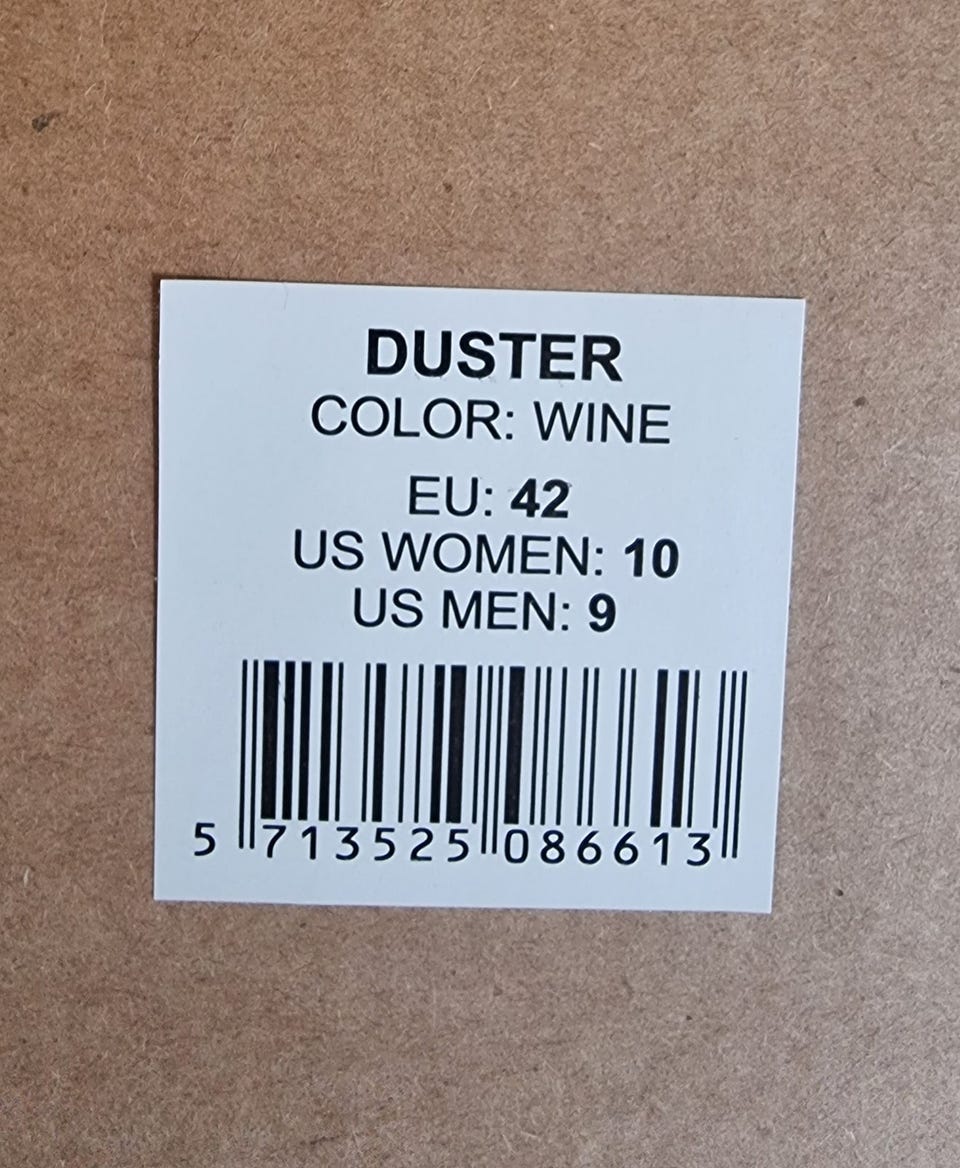 DUSTER
COLOR: WINE
EU: 42
US WOMEN: 10
US MEN: 9
5 713525 086613